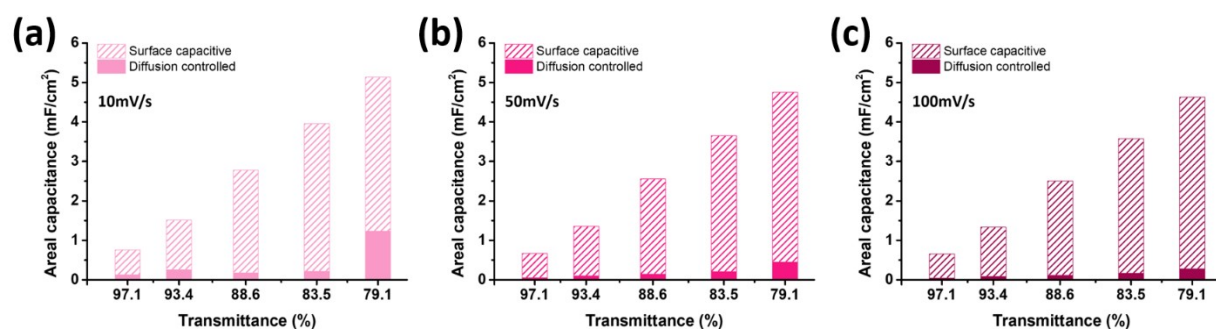 (a)
Areal capacitance (mF/cm²)
6
5
4
3
2
1
0
Surface capacitive
Diffusion controlled
10mV/s
97.1 93.4 88.6 83.5 79.1
Transmittance (%)
(b)
Areal capacitance (mF/cm²)
6
5
4
3
2
1
0
Surface capacitive
Diffusion controlled
50mV/s
97.1 93.4 88.6 83.5 79.1
Transmittance (%)
(c)
Areal capacitance (mF/cm²)
6
5
4
3
2
1
0
Surface capacitive
Diffusion controlled
100mV/s
97.1 93.4 88.6 83.5 79.1
Transmittance (%)